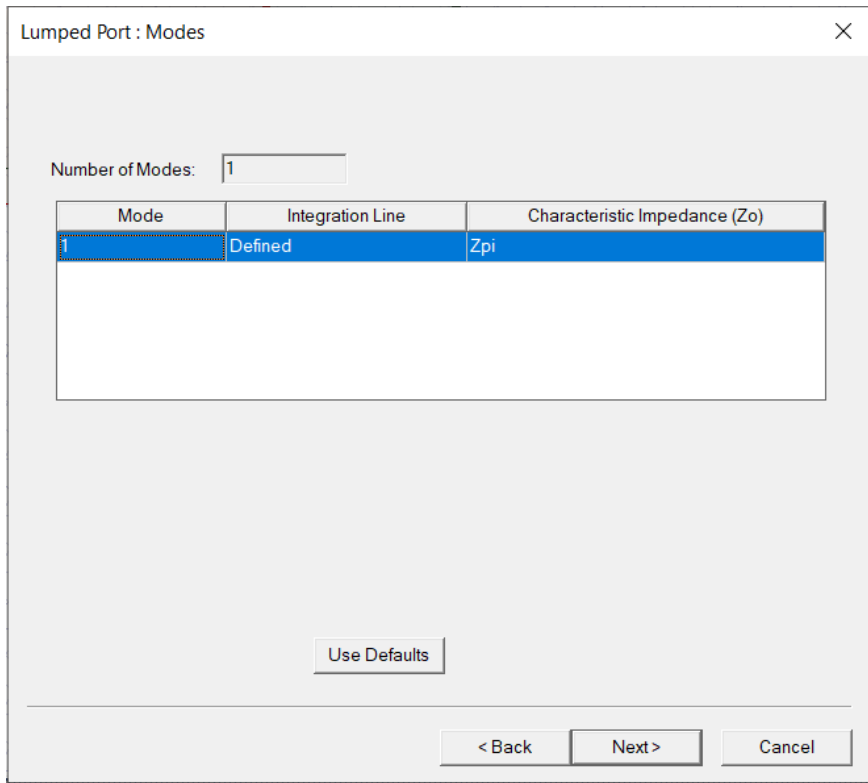 Lumped Port : Modes
Number of Modes: 1
Mode Integration Line Characteristic Impedance (Zo)
1 Defined Zpi
Use Defaults
< Back Next > Cancel